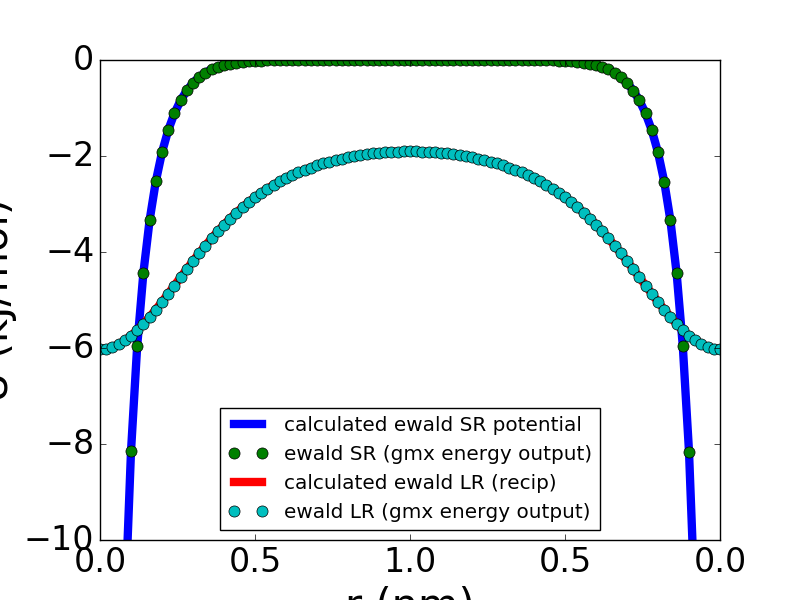 0
−2
−4
−6
−8
−10
0.0 0.5 1.0 0.5 0.0
calculated ewald SR potential
ewald SR (gmx energy output)
calculated ewald LR (recip)
ewald LR (gmx energy output)
r (nm)